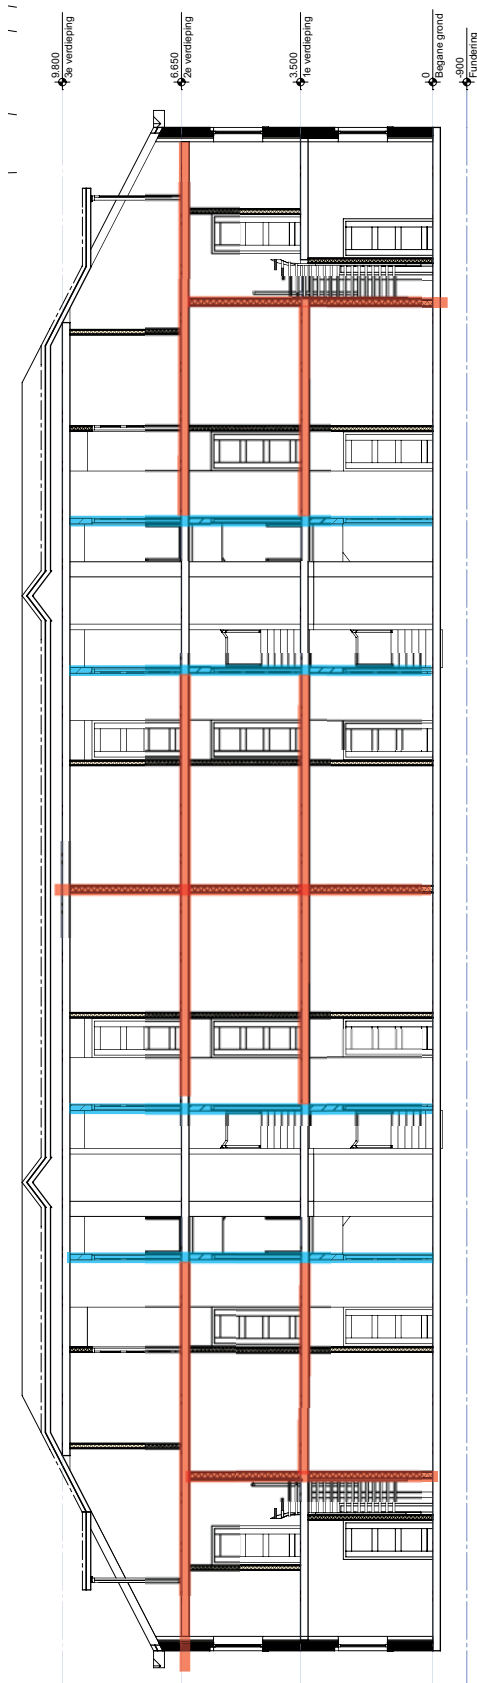 9.800
3e verdieping
6.650
2e verdieping
3.500
1e verdieping
0
Begane grond
-900
Fundering